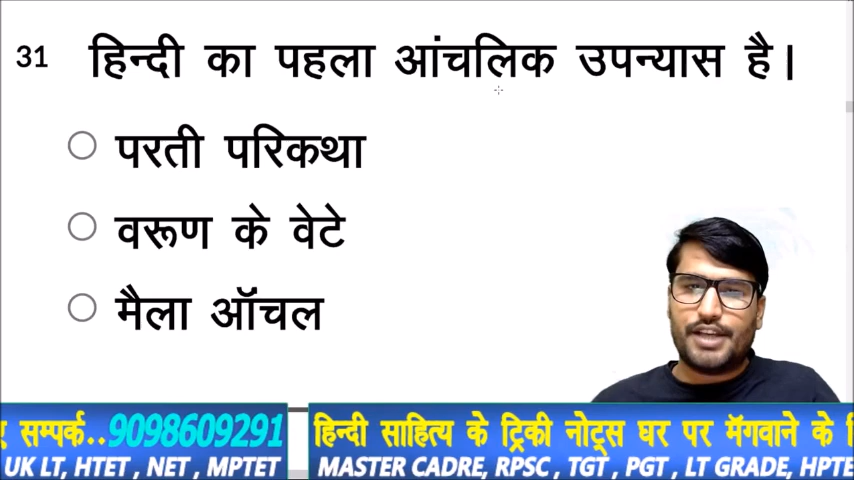 31 हिन्दी का पहला आंचलिक उपन्यास है।
परती परिकथा
वरूण के वेटे
मैला ऑंचल
सम्पर्क..9098609291 हिन्दी साहित्य के ट्रिकी नोट्स घर पर मॅगवाने के
UK LT, HTET , NET , MPTET MASTER CADRE, RPSC , TGT , PGT , LT GRADE, HPTE